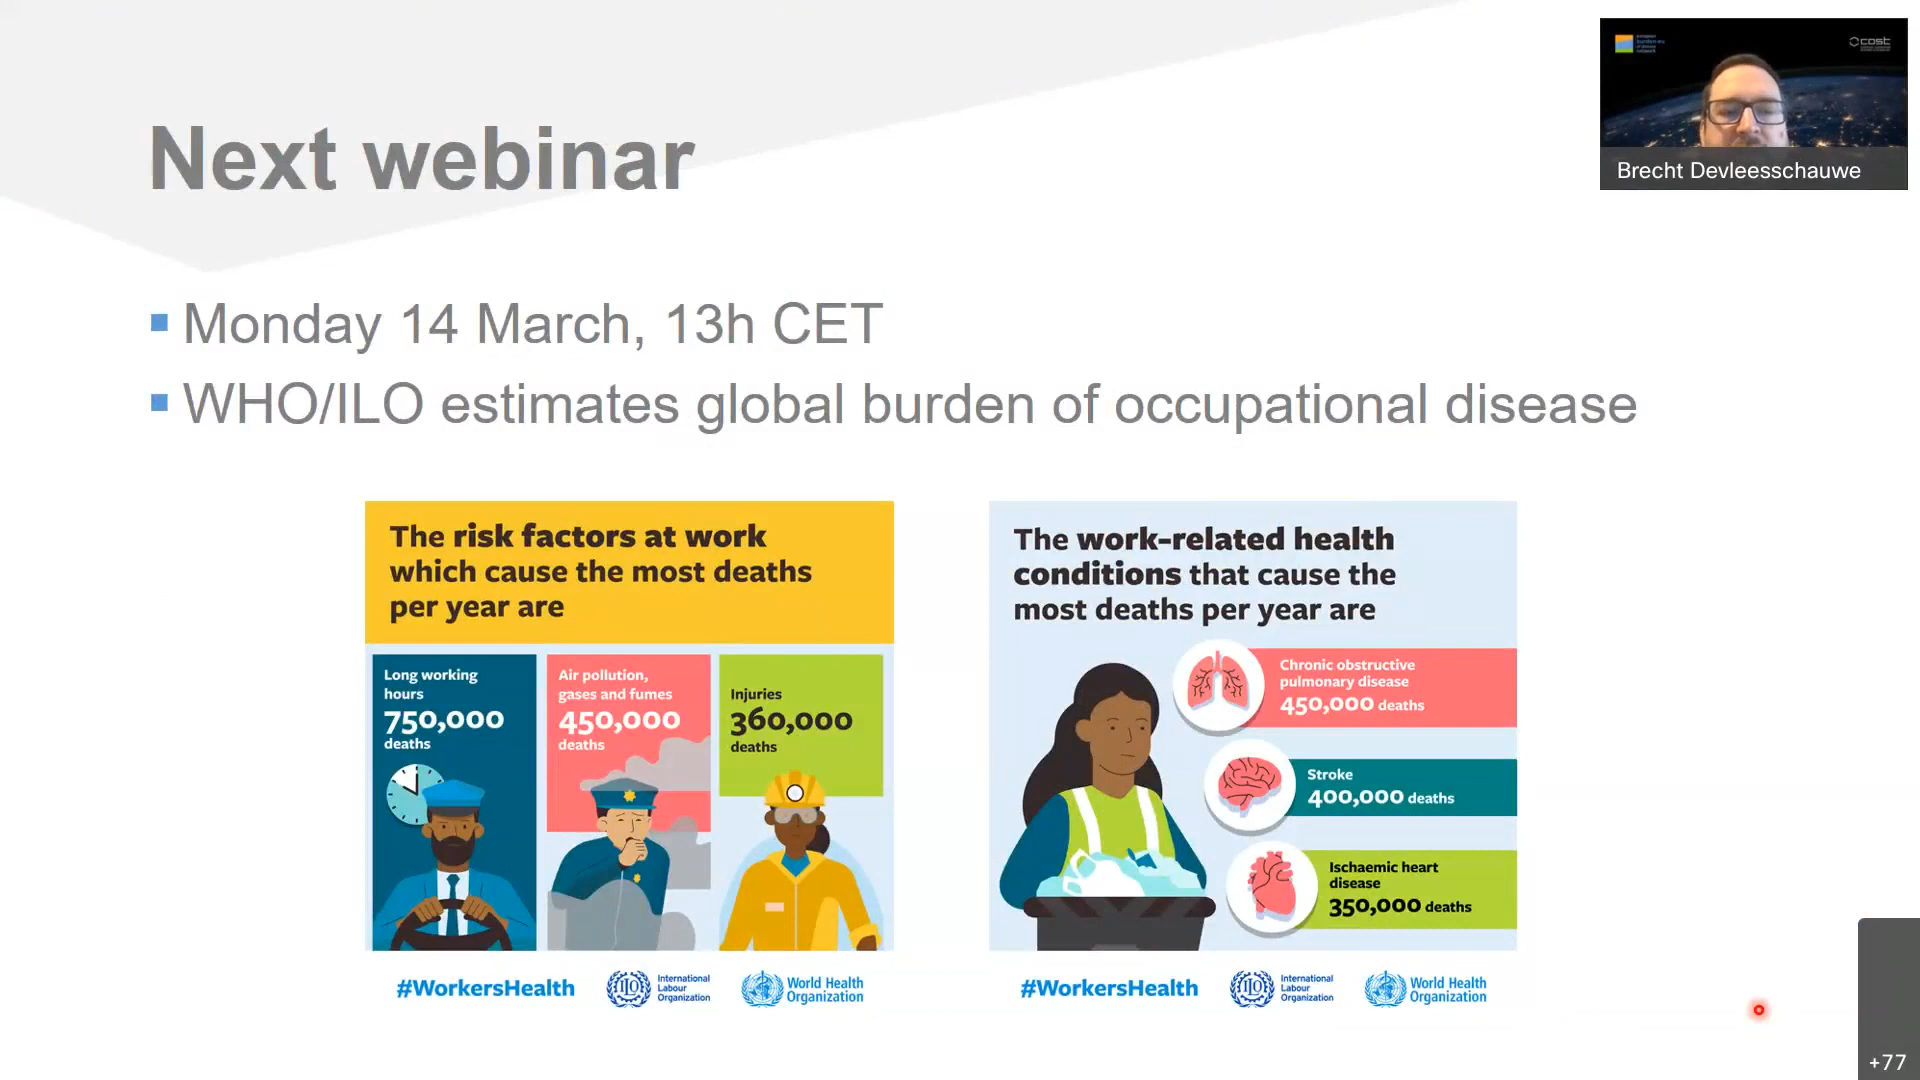 Next webinar
Monday 14 March, 13h CET
WHO/ILO estimates global burden of occupational disease
The risk factors at work
which cause the most deaths
per year are
Long working
hours
750,000
deaths
Air pollution,
gases and fumes
450,000
deaths
Injuries
360,000
deaths
#WorkersHealth
International
Labour
Organization
World Health
Organization
The work-related health
conditions that cause the
most deaths per year are
Chronic obstructive
pulmonary disease
450,000 deaths
Stroke
400,000 deaths
Ischaemic heart
disease
350,000 deaths
#WorkersHealth
International
Labour
Organization
World Health
Organization
cost
Brecht Devleesschauwe
+77